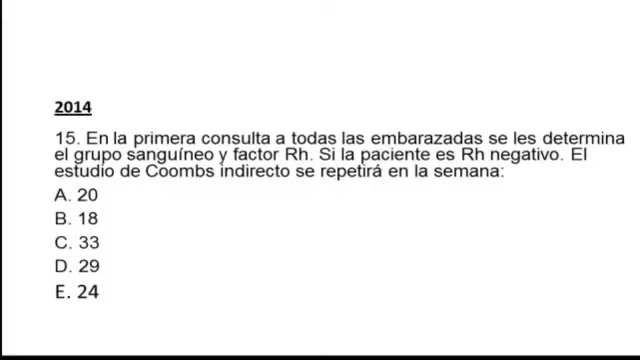 2014
15. En la primera consulta a todas las embarazadas se les determina
el grupo sanguíneo y factor Rh. Si la paciente es Rh negativo. El
estudio de Coombs indirecto se repetirá en la semana:
A. 20
B. 18
C. 33
D. 29
E. 24